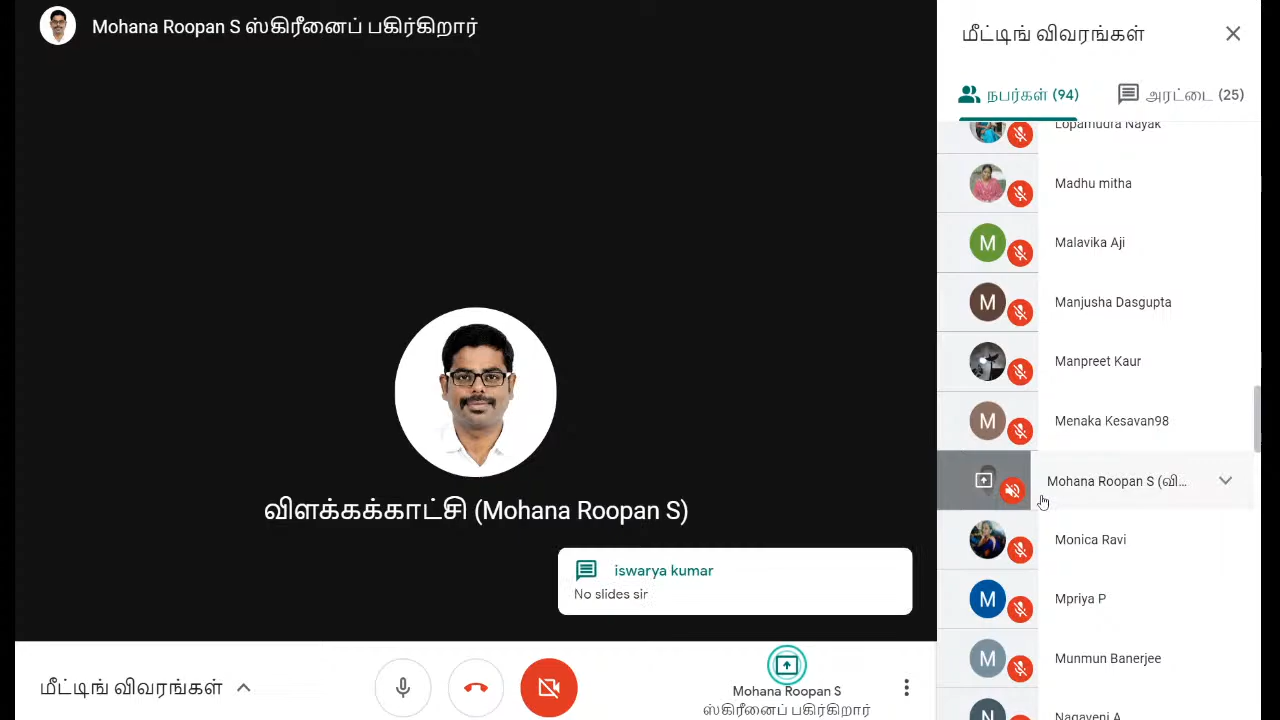 Mohana Roopan S ஸ்கிரீனைப் பகிர்கிறார்
விளக்கக்காட்சி (Mohana Roopan S)
iswarya kumar
No slides sir
மீட்டிங் விவரங்கள்
Mohana Roopan S
ஸ்கிரீனைப் பகிர்கிறார்
மீட்டிங் விவரங்கள்
நபர்கள் (94)
அரட்டை (25)
Lopamudra Nayak
Madhu mitha
M
Malavika Aji
M
Manjusha Dasgupta
Manpreet Kaur
M
Menaka Kesavan98
Mohana Roopan S (வி...
Monica Ravi
M
Mpriya P
M
Munmun Banerjee
N
Nagaveni A